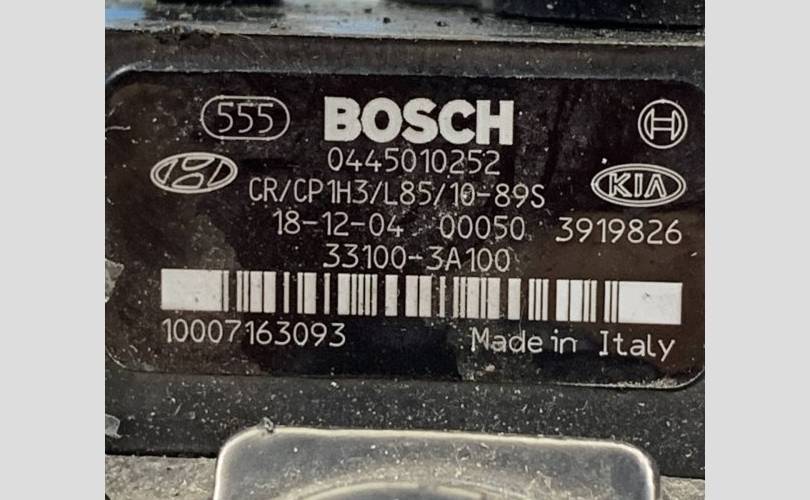 555 BOSCH
0445010252
KIA
CR/CP1H3/L85/10-89S
18-12-04 00050 3919826
33100-3A100
10007163093 Made in Italy